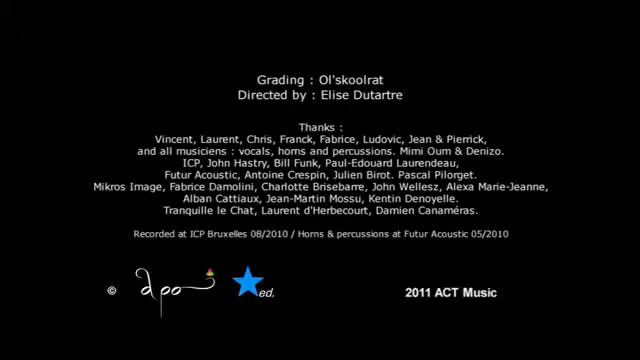 Grading : Ol'skoolrat
Directed by : Elise Dutartre
Thanks :
Vincent, Laurent, Chris, Franck, Fabrice, Ludovic, Jean & Pierrick,
and all musiciens : vocals, horns and percussions. Mimi Oum & Denizo.
ICP, John Hastry, Bill Funk, Paul-Edouard Laurendeau,
Futur Acoustic, Antoine Crespin, Julien Birot. Pascal Pilorget.
Mikros Image, Fabrice Damolini, Charlotte Brisebarre, John Wellesz, Alexa Marie-Jeanne,
Alban Cattiaux, Jean-Martin Mossu, Kentin Denoyelle.
Tranquille le Chat, Laurent d'Herbecourt, Damien Canaméras.
Recorded at ICP Bruxelles 08/2010 / Horns & percussions at Futur Acoustic 05/2010
© dpo ed. 2011 ACT Music